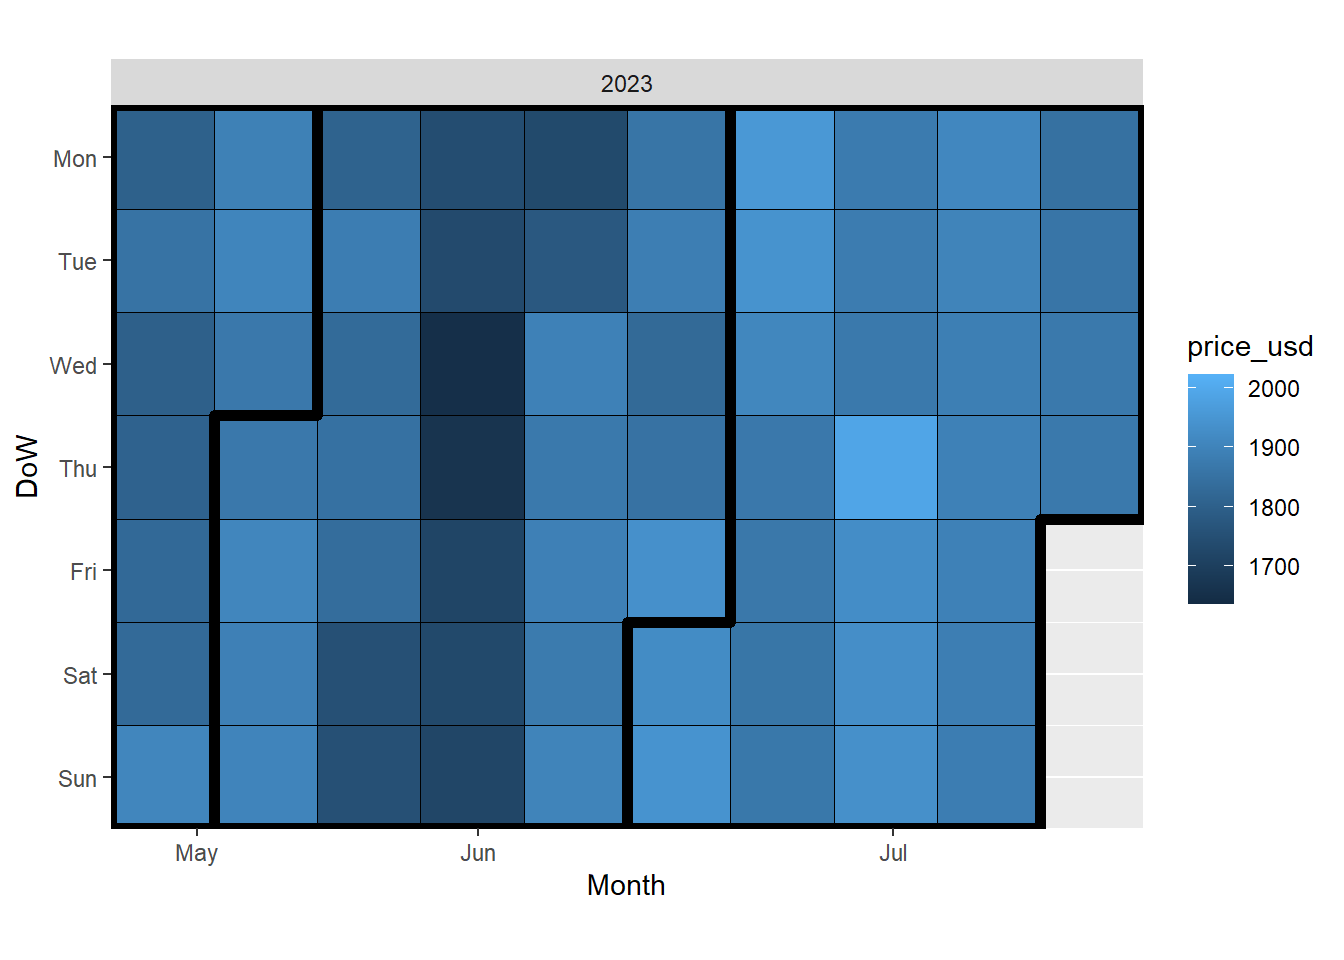 2023
Mon
Tue
Wed
Thu
Fri
Sat
Sun
DoW
May Jun Jul
Month
price_usd
2000
1900
1800
1700